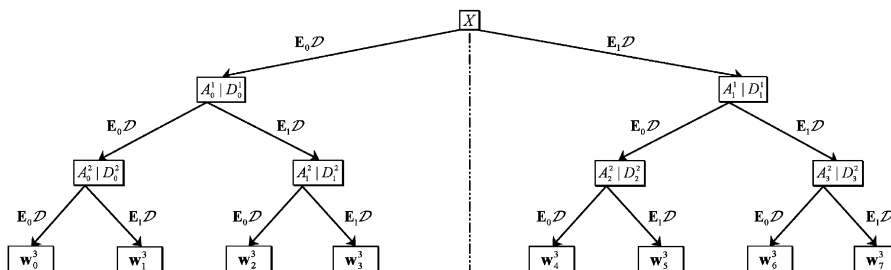 X
E₀𝒟 E₁𝒟
A₀¹ | D₀¹ A₁¹ | D₁¹
E₀𝒟 E₁𝒟 E₀𝒟 E₁𝒟
A₀² | D₀² A₁² | D₁² A₂² | D₂² A₃² | D₃²
E₀𝒟 E₁𝒟 E₀𝒟 E₁𝒟 E₀𝒟 E₁𝒟 E₀𝒟 E₁𝒟
w₀³ w₁³ w₂³ w₃³ w₄³ w₅³ w₆³ w₇³